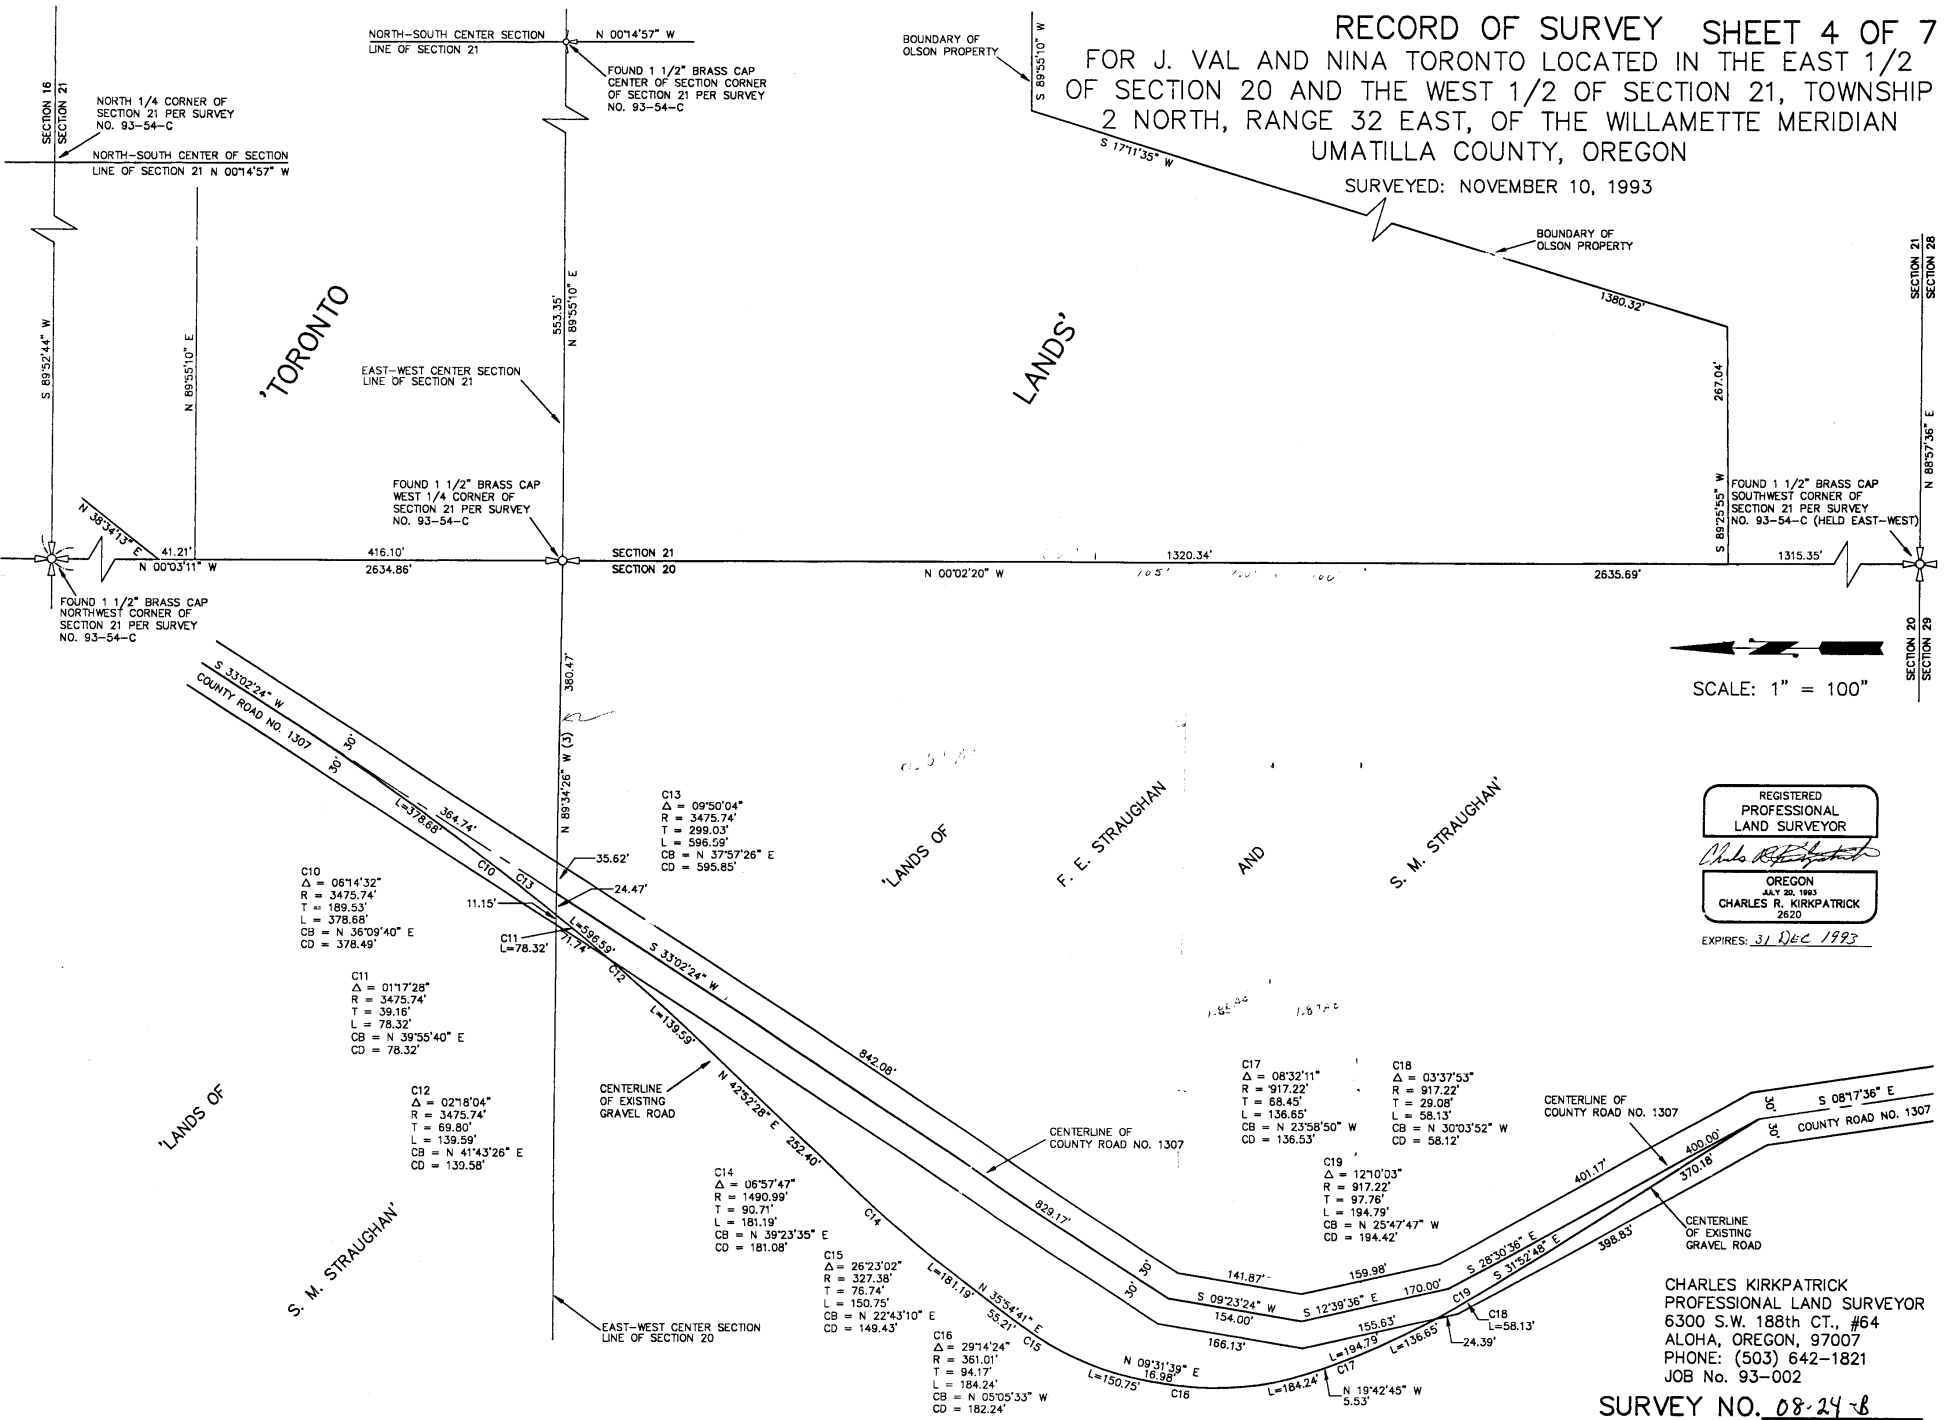 RECORD OF SURVEY SHEET 4 OF 7
FOR J. VAL AND NINA TORONTO LOCATED IN THE EAST 1/2
OF SECTION 20 AND THE WEST 1/2 OF SECTION 21, TOWNSHIP
2 NORTH, RANGE 32 EAST, OF THE WILLAMETTE MERIDIAN
UMATILLA COUNTY, OREGON
SURVEYED: NOVEMBER 10, 1993
NORTH-SOUTH CENTER SECTION
LINE OF SECTION 21
N 00°14'57" W
FOUND 1 1/2" BRASS CAP
CENTER OF SECTION CORNER
OF SECTION 21 PER SURVEY
NO. 93-54-C
BOUNDARY OF
OLSON PROPERTY
S 89°55'10" W
SECTION 16
SECTION 21
NORTH 1/4 CORNER OF
SECTION 21 PER SURVEY
NO. 93-54-C
NORTH-SOUTH CENTER OF SECTION
LINE OF SECTION 21 N 00°14'57" W
S 17°11'35" W
BOUNDARY OF
OLSON PROPERTY
1380.32'
SECTION 21
SECTION 28
S 89°52'44" W
N 89°55'10" E
'TORONTO
553.35'
N 89°55'10" E
LANDS'
EAST-WEST CENTER SECTION
LINE OF SECTION 21
267.04'
S 89°25'55" W
N 88°57'36" E
FOUND 1 1/2" BRASS CAP
WEST 1/4 CORNER OF
SECTION 21 PER SURVEY
NO. 93-54-C
FOUND 1 1/2" BRASS CAP
SOUTHWEST CORNER OF
SECTION 21 PER SURVEY
NO. 93-54-C (HELD EAST-WEST)
N 38°34'13" E
41.21'
416.10'
SECTION 21
1320.34'
1315.35'
N 00°03'11" W
2634.86'
SECTION 20
N 00°02'20" W
105'
100'
100'
2635.69'
FOUND 1 1/2" BRASS CAP
NORTHWEST CORNER OF
SECTION 21 PER SURVEY
NO. 93-54-C
SECTION 20
SECTION 29
SCALE: 1" = 100"
S 33°02'24" W
COUNTY ROAD NO. 1307
30'
30'
380.47'
N 89°34'26" W (3)
L=378.68'
364.74'
C10
C13
35.62'
24.47'
11.15'
C11
L=78.32'
L=596.59'
71.74'
C12
S 33°02'24" W
C13
Δ = 09°50'04"
R = 3475.74'
T = 299.03'
L = 596.59'
CB = N 37°57'26" E
CD = 595.85'
C10
Δ = 06°14'32"
R = 3475.74'
T = 189.53'
L = 378.68'
CB = N 36°09'40" E
CD = 378.49'
C11
Δ = 01°17'28"
R = 3475.74'
T = 39.16'
L = 78.32'
CB = N 39°55'40" E
CD = 78.32'
C12
Δ = 02°18'04"
R = 3475.74'
T = 69.80'
L = 139.59'
CB = N 41°43'26" E
CD = 139.58'
'LANDS OF
F. E. STRAUGHAN
AND
S. M. STRAUGHAN'
REGISTERED
PROFESSIONAL
LAND SURVEYOR
OREGON
JULY 20, 1993
CHARLES R. KIRKPATRICK
2620
EXPIRES: 31 DEC 1993
L=139.59'
N 42°52'28" E
252.40'
CENTERLINE
OF EXISTING
GRAVEL ROAD
842.08'
CENTERLINE OF
COUNTY ROAD NO. 1307
829.17'
'LANDS OF
S. M. STRAUGHAN'
EAST-WEST CENTER SECTION
LINE OF SECTION 20
C14
Δ = 06°57'47"
R = 1490.99'
T = 90.71'
L = 181.19'
CB = N 39°23'35" E
CD = 181.08'
C15
Δ = 26°23'02"
R = 327.38'
T = 76.74'
L = 150.75'
CB = N 22°43'10" E
CD = 149.43'
C16
Δ = 29°14'24"
R = 361.01'
T = 94.17'
L = 184.24'
CB = N 05°05'33" W
CD = 182.24'
C17
Δ = 08°32'11"
R = 917.22'
T = 68.45'
L = 136.65'
CB = N 23°58'50" W
CD = 136.53'
C18
Δ = 03°37'53"
R = 917.22'
T = 29.08'
L = 58.13'
CB = N 30°03'52" W
CD = 58.12'
C19
Δ = 12°10'03"
R = 917.22'
T = 97.76'
L = 194.79'
CB = N 25°47'47" W
CD = 194.42'
C14
L=181.19'
N 35°54'41" E
55.21'
C15
L=150.75'
N 09°31'39" E
16.98'
C16
L=184.24'
N 19°42'45" W
5.53'
C17
L=194.79'
L=136.65'
30'
30'
141.87'
159.98'
S 09°23'24" W
154.00'
S 12°39'36" E
170.00'
166.13'
155.63'
C19
C18
L=58.13'
24.39'
S 28°30'36" E
S 31°52'48" E
401.17'
400.00'
370.18'
398.83'
CENTERLINE OF
COUNTY ROAD NO. 1307
CENTERLINE
OF EXISTING
GRAVEL ROAD
30'
30'
S 08°17'36" E
COUNTY ROAD NO. 1307
CHARLES KIRKPATRICK
PROFESSIONAL LAND SURVEYOR
6300 S.W. 188th CT., #64
ALOHA, OREGON, 97007
PHONE: (503) 642-1821
JOB No. 93-002
SURVEY NO. 08-24-B